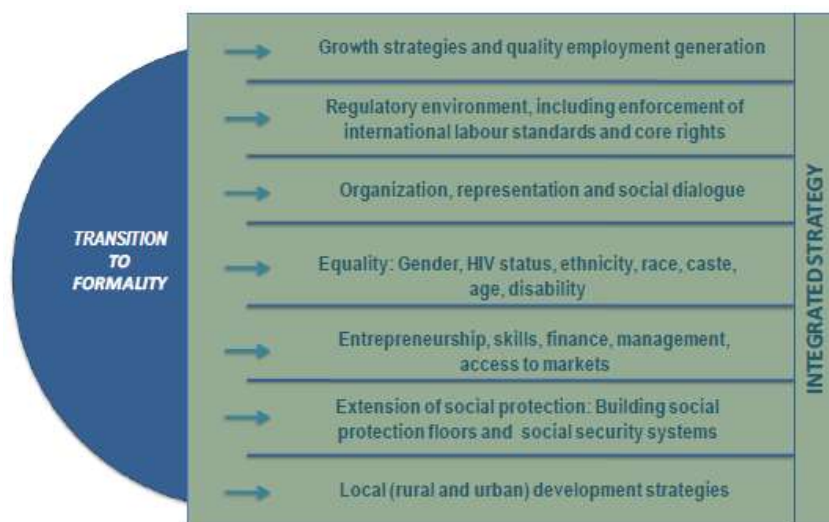 TRANSITION
TO
FORMALITY
Growth strategies and quality employment generation
Regulatory environment, including enforcement of
international labour standards and core rights
Organization, representation and social dialogue
Equality: Gender, HIV status, ethnicity, race, caste,
age, disability
Entrepreneurship, skills, finance, management,
access to markets
Extension of social protection: Building social
protection floors and social security systems
Local (rural and urban) development strategies
INTEGRATED STRATEGY